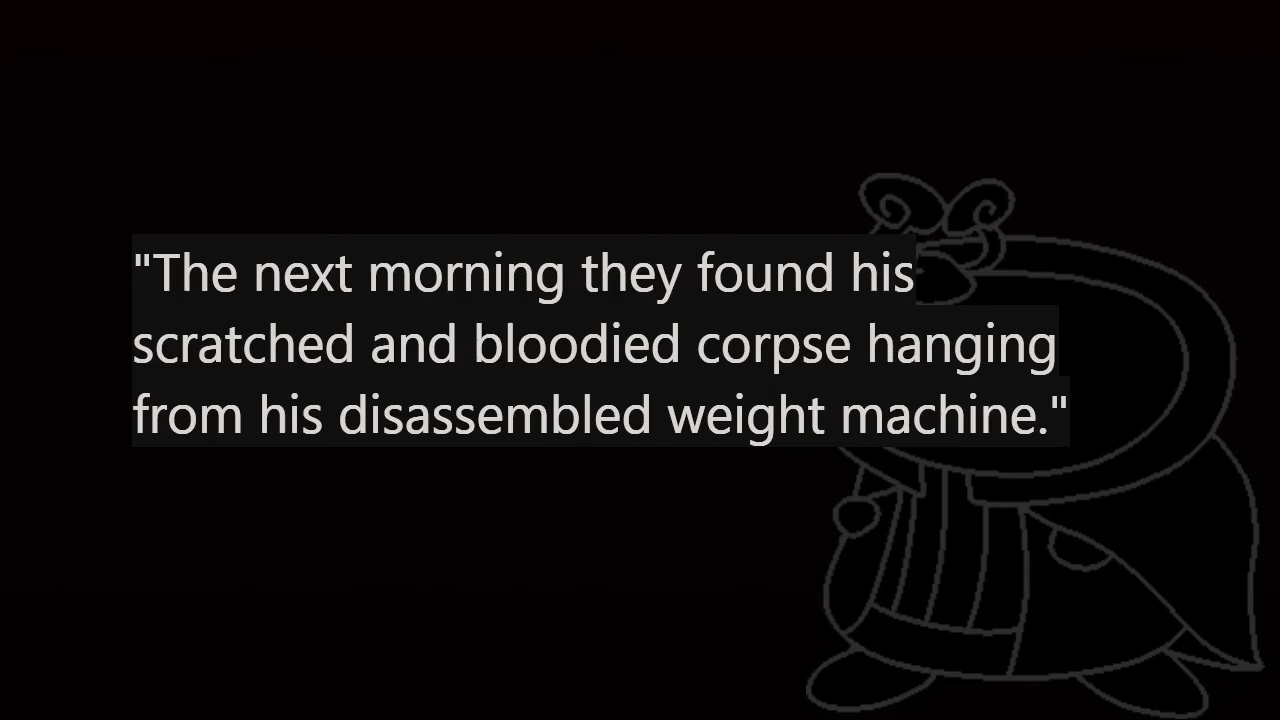 "The next morning they found his
scratched and bloodied corpse hanging
from his disassembled weight machine."